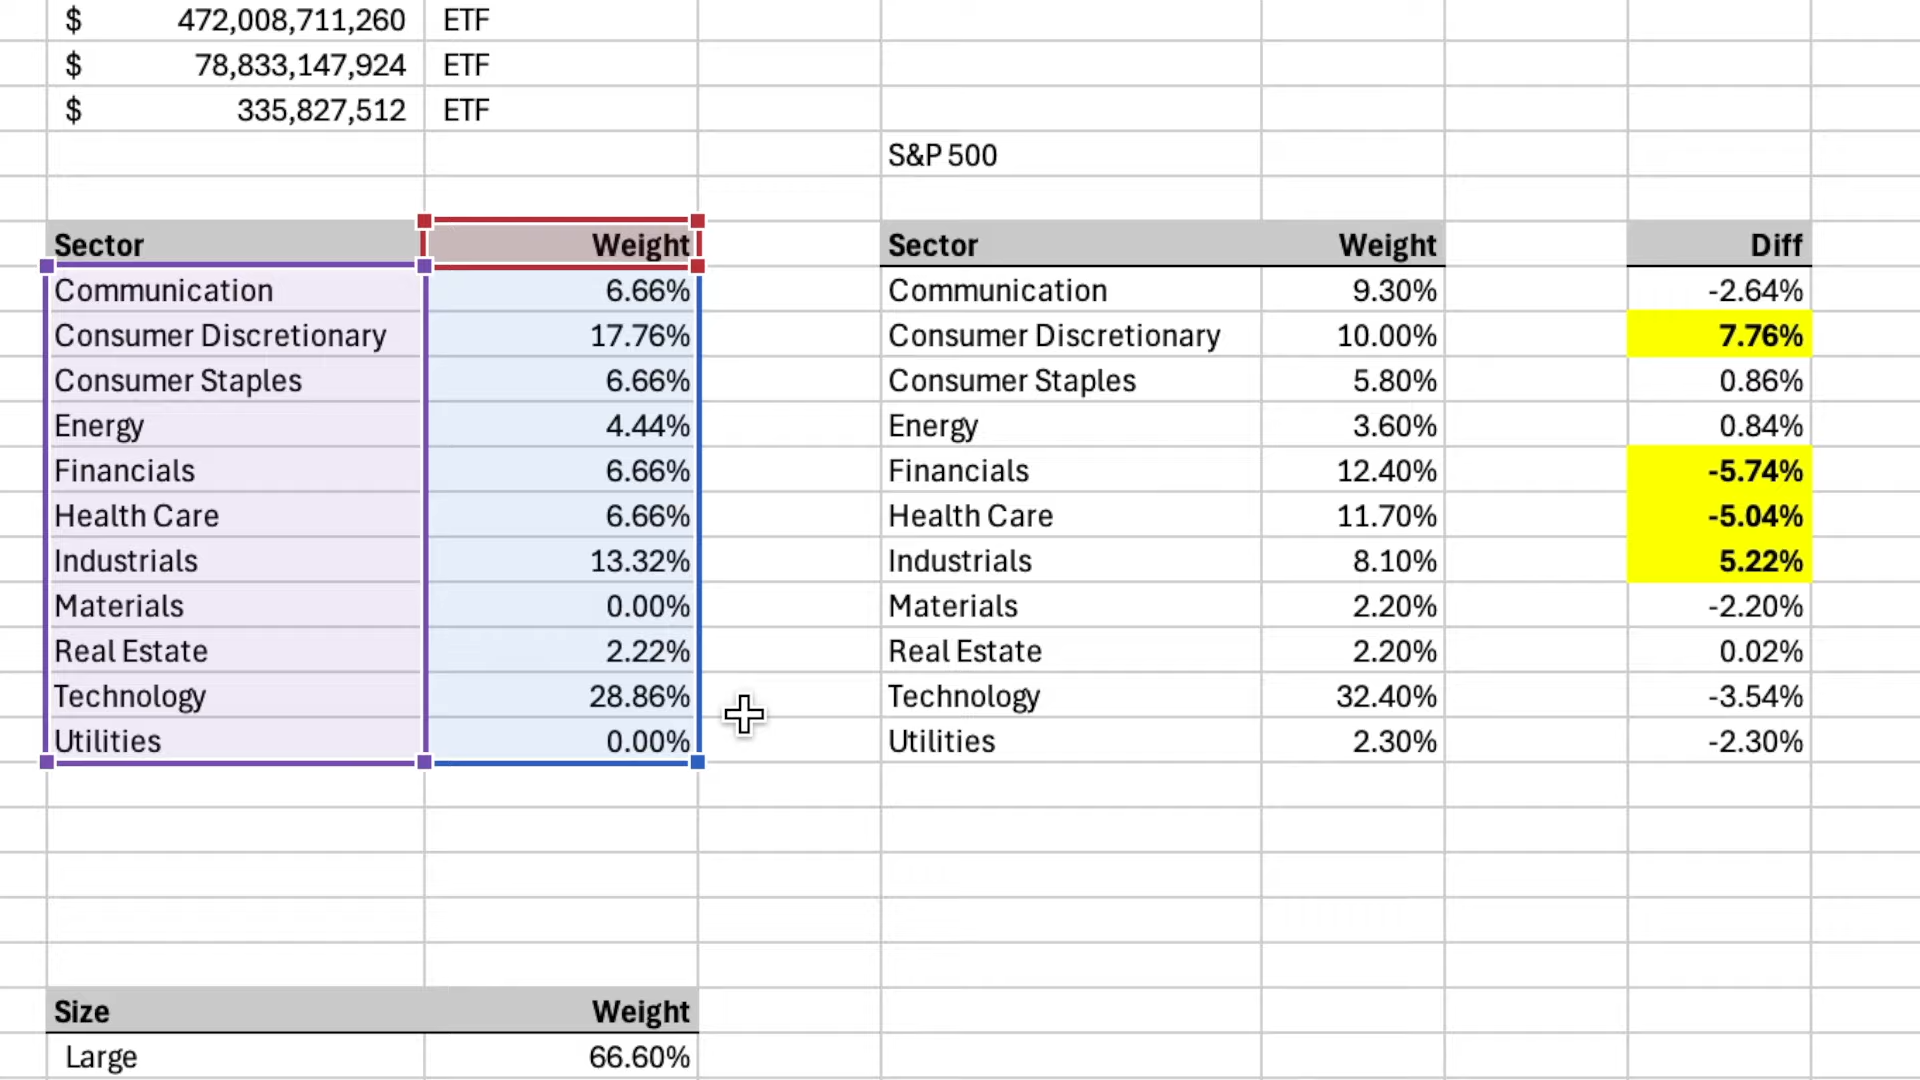 $ 472,008,711,260 ETF
$ 78,833,147,924 ETF
$ 335,827,512 ETF
S&P 500
Sector Weight Sector Weight Diff
Communication 6.66% Communication 9.30% -2.64%
Consumer Discretionary 17.76% Consumer Discretionary 10.00% 7.76%
Consumer Staples 6.66% Consumer Staples 5.80% 0.86%
Energy 4.44% Energy 3.60% 0.84%
Financials 6.66% Financials 12.40% -5.74%
Health Care 6.66% Health Care 11.70% -5.04%
Industrials 13.32% Industrials 8.10% 5.22%
Materials 0.00% Materials 2.20% -2.20%
Real Estate 2.22% Real Estate 2.20% 0.02%
Technology 28.86% Technology 32.40% -3.54%
Utilities 0.00% Utilities 2.30% -2.30%
Size Weight
Large 66.60%